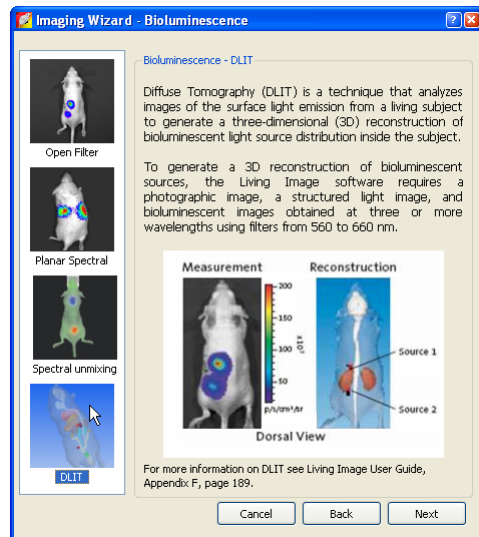 Imaging Wizard - Bioluminescence
Open Filter
Planar Spectral
Spectral unmixing
DLIT
Bioluminescence - DLIT
Diffuse Tomography (DLIT) is a technique that analyzes
images of the surface light emission from a living subject
to generate a three-dimensional (3D) reconstruction of
bioluminescent light source distribution inside the subject.
To generate a 3D reconstruction of bioluminescent
sources, the Living Image software requires a
photographic image, a structured light image, and
bioluminescent images obtained at three or more
wavelengths using filters from 560 to 660 nm.
Measurement Reconstruction
200
150
100
50
p/s/cm²/sr
Source 1
Source 2
Dorsal View
For more information on DLIT see Living Image User Guide,
Appendix F, page 189.
Cancel Back Next